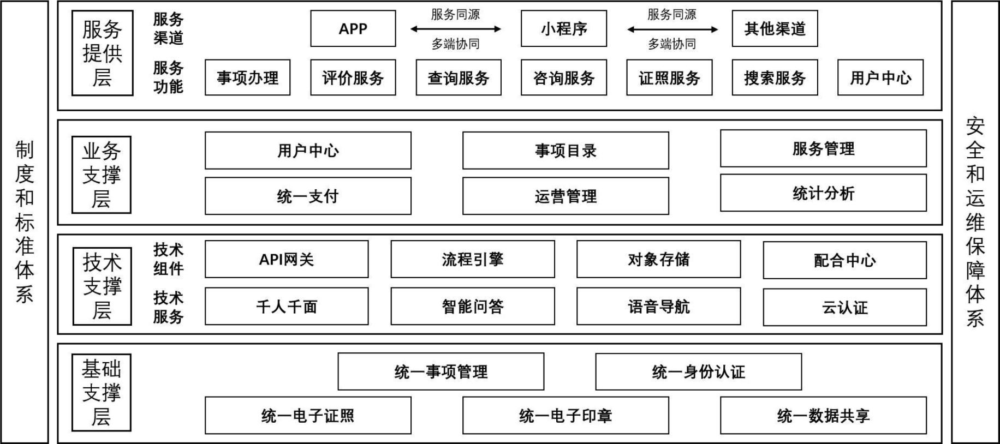 制度和标准体系
服务提供层
服务渠道
APP
服务同源
多端协同
小程序
服务同源
多端协同
其他渠道
服务功能
事项办理
评价服务
查询服务
咨询服务
证照服务
搜索服务
用户中心
业务支撑层
用户中心
事项目录
服务管理
统一支付
运营管理
统计分析
技术支撑层
技术组件
API网关
流程引擎
对象存储
配合中心
技术服务
千人千面
智能问答
语音导航
云认证
基础支撑层
统一事项管理
统一身份认证
统一电子证照
统一电子印章
统一数据共享
安全和运维保障体系